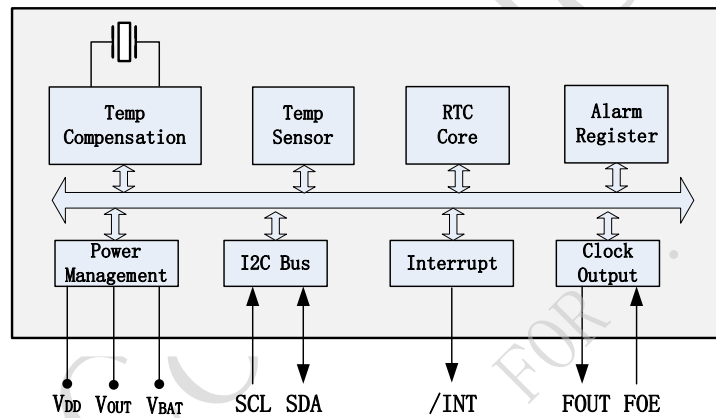 Temp
Compensation
Temp
Sensor
RTC
Core
Alarm
Register
Power
Management
I2C Bus
Interrupt
Clock
Output
VDD VOUT VBAT SCL SDA /INT FOUT FOE
FOR